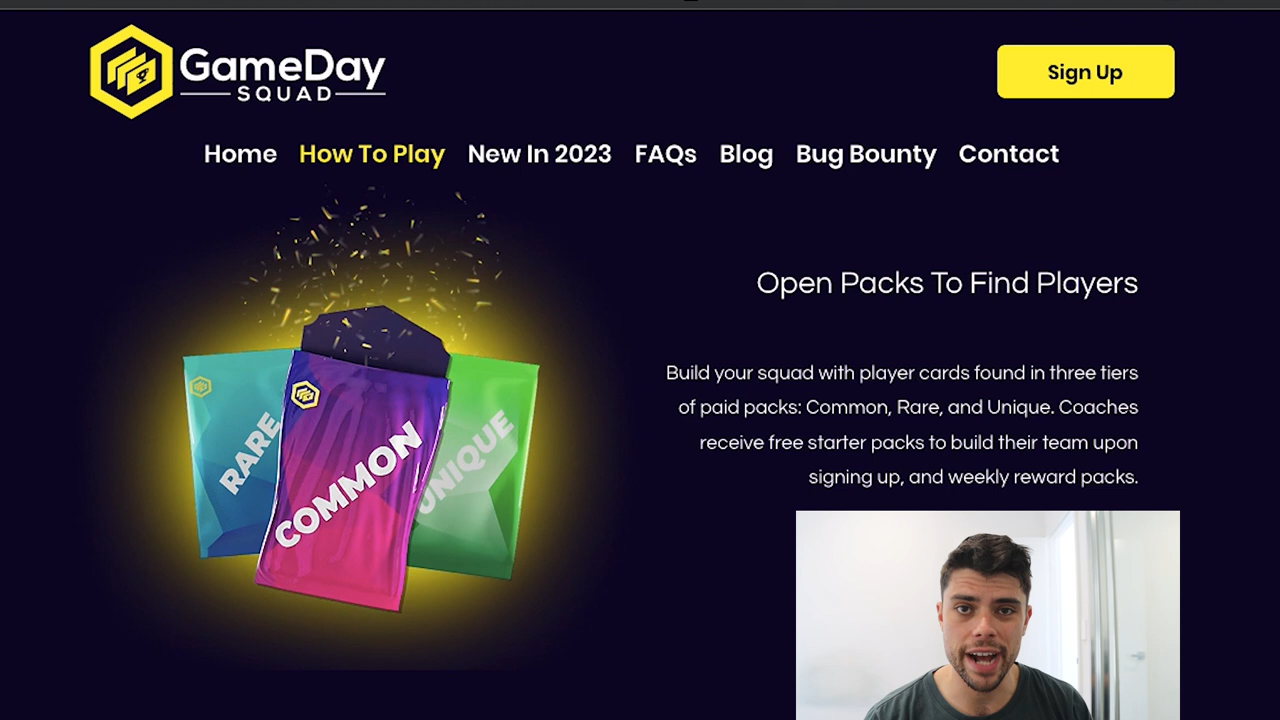 GameDay
SQUAD
Sign Up
Home How To Play New In 2023 FAQs Blog Bug Bounty Contact
Open Packs To Find Players
Build your squad with player cards found in three tiers
of paid packs: Common, Rare, and Unique. Coaches
receive free starter packs to build their team upon
signing up, and weekly reward packs.
RARE
COMMON
UNIQUE